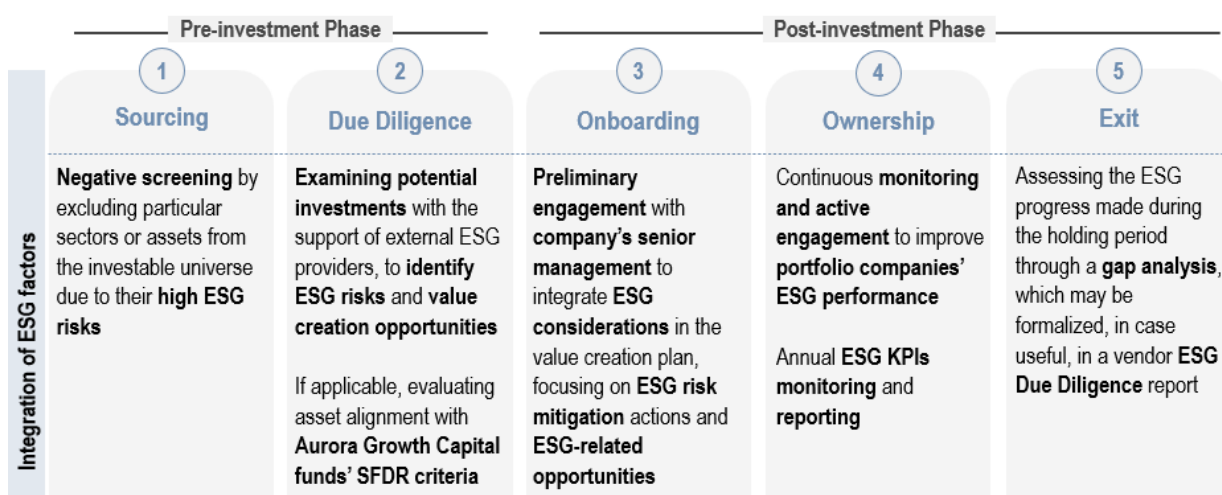 Pre-investment Phase
Post-investment Phase
Integration of ESG factors
1
Sourcing
Negative screening by
excluding particular
sectors or assets from
the investable universe
due to their high ESG
risks
2
Due Diligence
Examining potential
investments with the
support of external ESG
providers, to identify
ESG risks and value
creation opportunities
If applicable, evaluating
asset alignment with
Aurora Growth Capital
funds' SFDR criteria
3
Onboarding
Preliminary
engagement with
company's senior
management to
integrate ESG
considerations in the
value creation plan,
focusing on ESG risk
mitigation actions and
ESG-related
opportunities
4
Ownership
Continuous monitoring
and active
engagement to improve
portfolio companies'
ESG performance
Annual ESG KPIs
monitoring and
reporting
5
Exit
Assessing the ESG
progress made during
the holding period
through a gap analysis,
which may be
formalized, in case
useful, in a vendor ESG
Due Diligence report